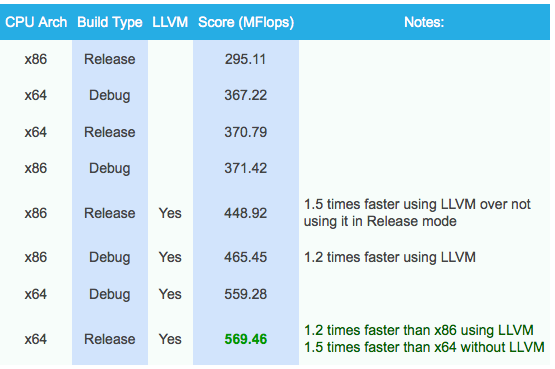 CPU Arch Build Type LLVM Score (MFlops) Notes:
x86 Release 295.11
x64 Debug 367.22
x64 Release 370.79
x86 Debug 371.42
x86 Release Yes 448.92 1.5 times faster using LLVM over not
using it in Release mode
x86 Debug Yes 465.45 1.2 times faster using LLVM
x64 Debug Yes 559.28
x64 Release Yes 569.46 1.2 times faster than x86 using LLVM
1.5 times faster than x64 without LLVM